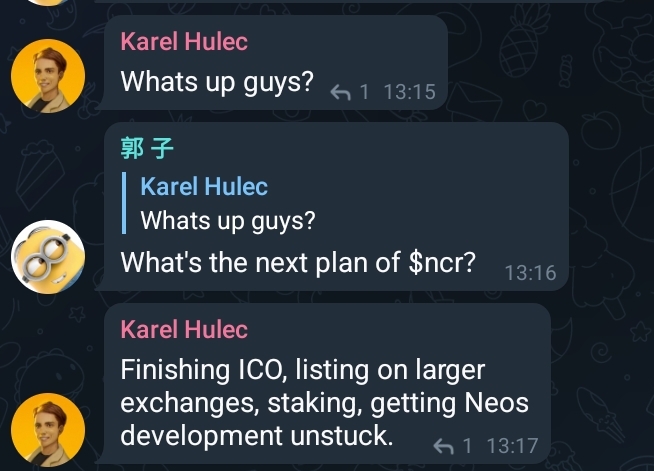 Karel Hulec
Whats up guys?
1 13:15
郭 子
Karel Hulec
Whats up guys?
What's the next plan of $ncr?
13:16
Karel Hulec
Finishing ICO, listing on larger
exchanges, staking, getting Neos
development unstuck.
1 13:17